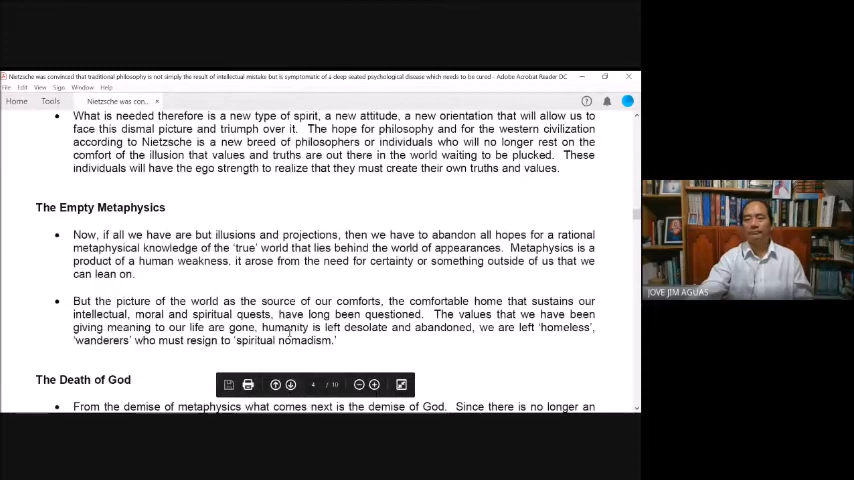 Nietzsche was convinced that traditional philosophy is not simply the result of intellectual mistake but is symptomatic of a deep seated psychological disease which needs to be cured - Adobe Acrobat Reader DC
File Edit View Sign Window Help
Home Tools Nietzsche was con... ×
• What is needed therefore is a new type of spirit, a new attitude, a new orientation that will allow us to
face this dismal picture and triumph over it. The hope for philosophy and for the western civilization
according to Nietzsche is a new breed of philosophers or individuals who will no longer rest on the
comfort of the illusion that values and truths are out there in the world waiting to be plucked. These
individuals will have the ego strength to realize that they must create their own truths and values.
The Empty Metaphysics
• Now, if all we have are but illusions and projections, then we have to abandon all hopes for a rational
metaphysical knowledge of the 'true' world that lies behind the world of appearances. Metaphysics is a
product of a human weakness, it arose from the need for certainty or something outside of us that we
can lean on.
• But the picture of the world as the source of our comforts, the comfortable home that sustains our
intellectual, moral and spiritual quests, have long been questioned. The values that we have been
giving meaning to our life are gone, humanity is left desolate and abandoned, we are left 'homeless',
'wanderers' who must resign to 'spiritual nomadism.'
The Death of God
4 / 10
• From the demise of metaphysics what comes next is the demise of God. Since there is no longer an
JOVE JIM AGUAS